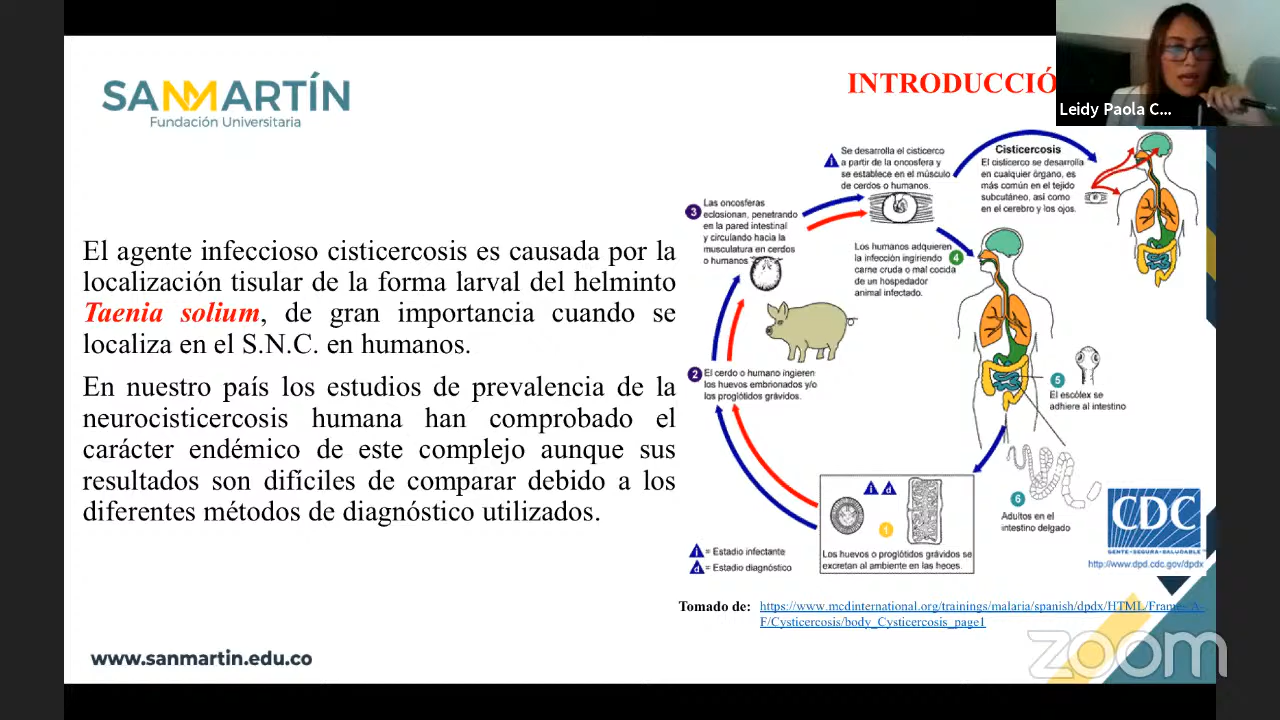 SANMARTÍN
Fundación Universitaria
INTRODUCCIÓ
Leidy Paola C...
El agente infeccioso cisticercosis es causada por la
localización tisular de la forma larval del helminto
Taenia solium, de gran importancia cuando se
localiza en el S.N.C. en humanos.
En nuestro país los estudios de prevalencia de la
neurocisticercosis humana han comprobado el
carácter endémico de este complejo aunque sus
resultados son difíciles de comparar debido a los
diferentes métodos de diagnóstico utilizados.
i
Se desarrolla el cisticerco
a partir de la oncosfera y
se establece en el músculo
de cerdos o humanos.
Cisticercosis
El cisticerco se desarrolla
en cualquier órgano, es
más común en el tejido
subcutáneo, así como
en el cerebro y los ojos.
3
Las oncosferas
eclosionan, penetrando
en la pared intestinal
y circulando hacia la
musculatura en cerdos
o humanos
Los humanos adquieren
la infección ingiriendo
carne cruda o mal cocida
de un hospedador
animal infectado.
4
2
El cerdo o humano ingieren
los huevos embrionados y/o
los proglótidos grávidos.
5
El escólex se
adhiere al intestino
6
Adultos en el
intestino delgado
i d
1
Los huevos o proglótidos grávidos se
excretan al ambiente en las heces.
i = Estadio infectante
d = Estadio diagnóstico
CDC
GENTE-SEGURA-SALUDABLE
http://www.dpd.cdc.gov/dpdx
Tomado de: https://www.mcdinternational.org/trainings/malaria/spanish/dpdx/HTML/Frames/A-
F/Cysticercosis/body_Cysticercosis_page1
www.sanmartin.edu.co
zoom